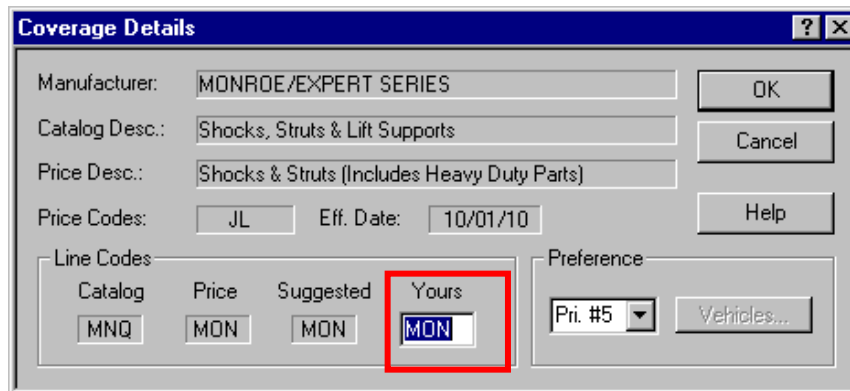 Coverage Details
Manufacturer: MONROE/EXPERT SERIES OK
Catalog Desc.: Shocks, Struts & Lift Supports Cancel
Price Desc.: Shocks & Struts (Includes Heavy Duty Parts)
Price Codes: JL Eff. Date: 10/01/10 Help
Line Codes Preference
Catalog Price Suggested Yours
MNQ MON MON MON Pri. #5 Vehicles...